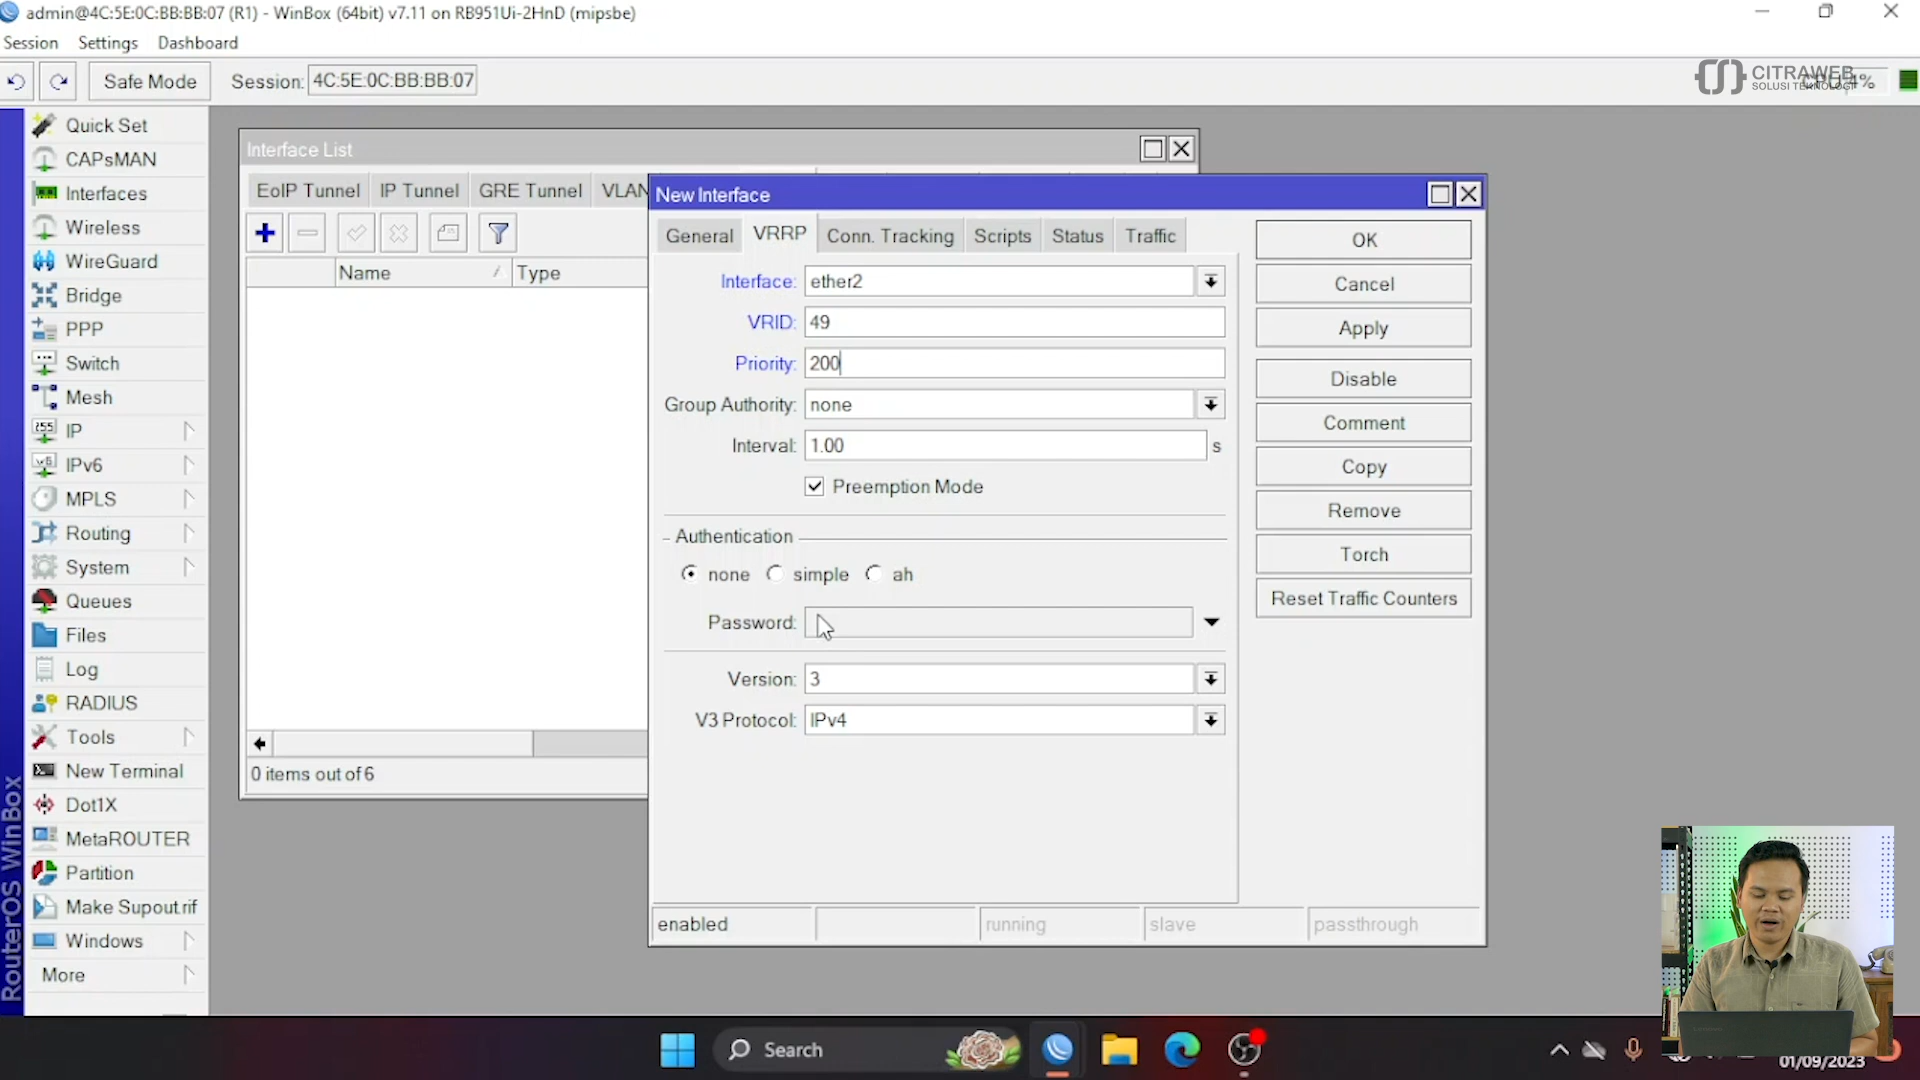 admin@4C:5E:0C:BB:BB:07 (R1) - WinBox (64bit) v7.11 on RB951Ui-2HnD (mipsbe)
Session Settings Dashboard
Safe Mode Session: 4C:5E:0C:BB:BB:07
CITRAWEB
SOLUSI TEKNOLOGI
Quick Set
CAPsMAN
Interfaces
Wireless
WireGuard
Bridge
PPP
Switch
Mesh
IP
IPv6
MPLS
Routing
System
Queues
Files
Log
RADIUS
Tools
New Terminal
Dot1X
MetaROUTER
Partition
Make Supout.rif
Windows
More
RouterOS WinBox
Interface List
EoIP Tunnel IP Tunnel GRE Tunnel VLAN
Name Type
0 items out of 6
New Interface
General VRRP Conn. Tracking Scripts Status Traffic
Interface: ether2
VRID: 49
Priority: 200
Group Authority: none
Interval: 1.00 s
Preemption Mode
Authentication
none simple ah
Password:
Version: 3
V3 Protocol: IPv4
OK
Cancel
Apply
Disable
Comment
Copy
Remove
Torch
Reset Traffic Counters
enabled running slave passthrough
Search
01/09/2023